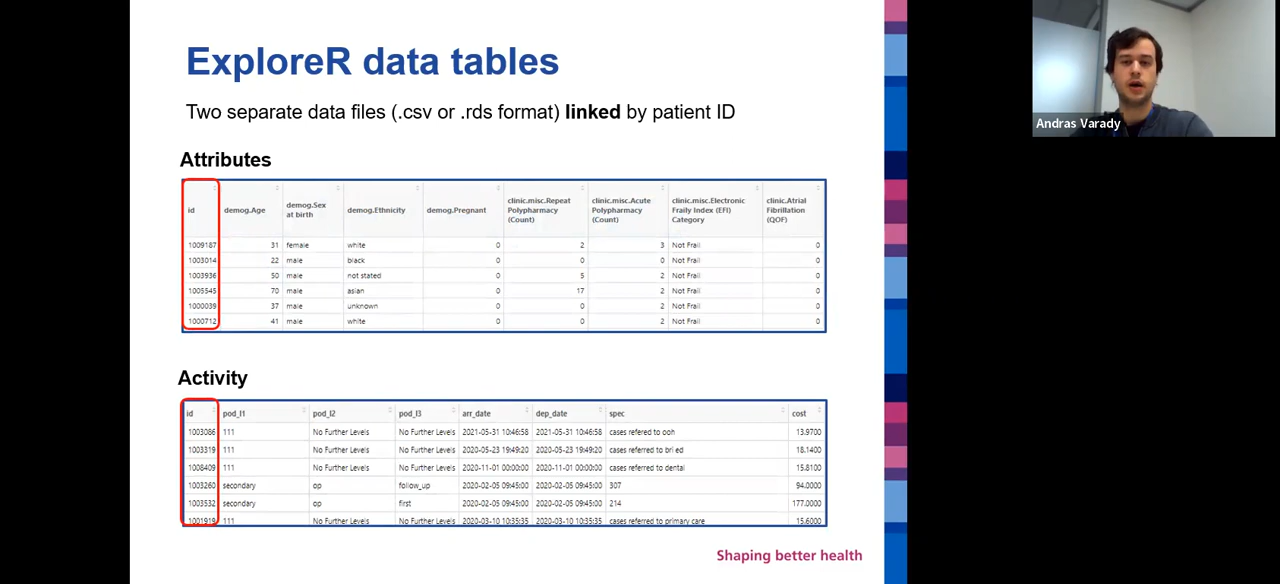 ExploreR data tables
Two separate data files (.csv or .rds format) linked by patient ID
Attributes
id demog.Age demog.Sex at birth demog.Ethnicity demog.Pregnant clinic.misc.Repeat Polypharmacy (Count) clinic.misc.Acute Polypharmacy (Count) clinic.misc.Electronic Fraily Index (EFI) Category clinic.Atrial Fibrillation (QOF)
1009187 31 female white 0 2 3 Not Frail 0
1003014 22 male black 0 0 0 Not Frail 0
1003936 50 male not stated 0 5 2 Not Frail 0
1005545 70 male asian 0 17 2 Not Frail 0
1000039 37 male unknown 0 0 2 Not Frail 0
1000712 41 male white 0 0 2 Not Frail 0
Activity
id pod_l1 pod_l2 pod_l3 arr_date dep_date spec cost
1003086 111 No Further Levels No Further Levels 2021-05-31 10:46:58 2021-05-31 10:46:58 cases refered to ooh 13.9700
1003319 111 No Further Levels No Further Levels 2020-05-23 19:49:20 2020-05-23 19:49:20 cases referred to bri ed 18.1400
1008409 111 No Further Levels No Further Levels 2020-11-01 00:00:00 2020-11-01 00:00:00 cases referred to dental 15.8100
1003260 secondary op follow_up 2020-02-05 09:45:00 2020-02-05 09:45:00 307 94.0000
1003532 secondary op first 2020-02-05 09:45:00 2020-02-05 09:45:00 214 177.0000
1001919 111 No Further Levels No Further Levels 2020-03-10 10:35:35 2020-03-10 10:35:35 cases referred to primary care 15.6000
Shaping better health
Andras Varady